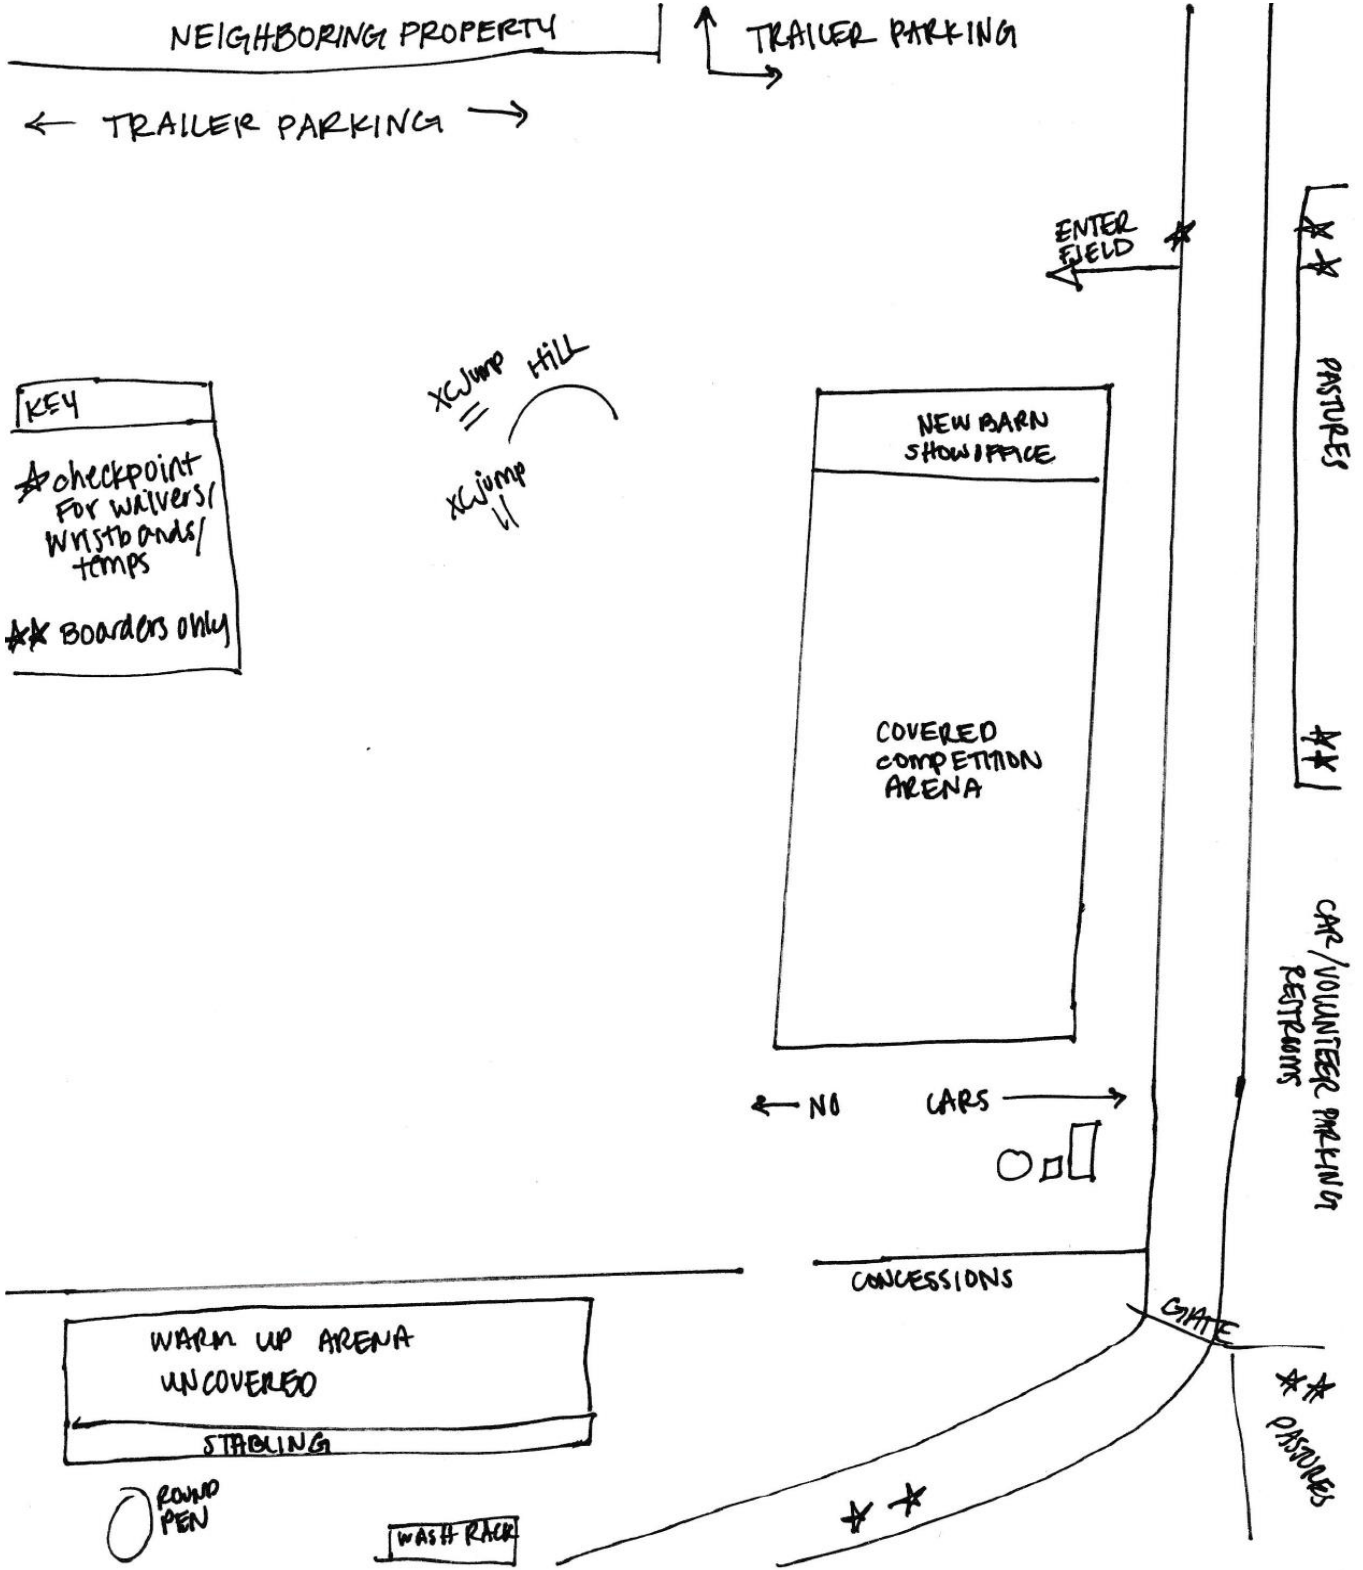 NEIGHBORING PROPERTY
TRAILER PARKING
← TRAILER PARKING →
ENTER
FIELD
PASTURES
XC Jump
HILL
XC jump
KEY
☆ checkpoint
For waivers/
wristbands/
temps
☆☆ Boarders only
NEW BARN
SHOW OFFICE
COVERED
COMPETITION
ARENA
CAR/VOLUNTEER PARKING
RESTROOMS
← NO CARS →
CONCESSIONS
GATE
WARM UP ARENA
UNCOVERED
STABLING
PASTURES
ROUND
PEN
WASH RACK